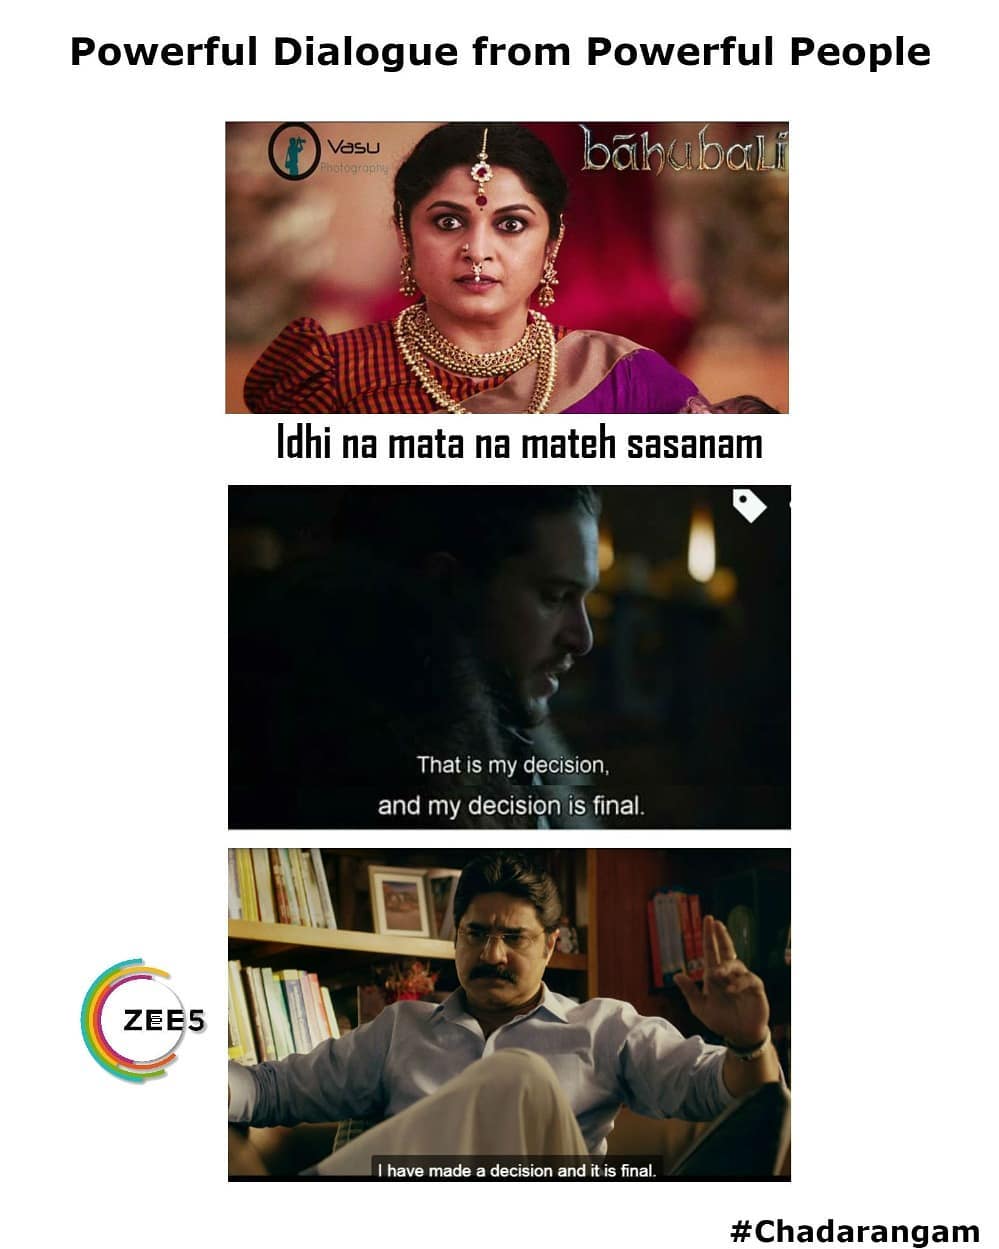 Powerful Dialogue from Powerful People
Vasu
Photography
bāhubali
Idhi na mata na mateh sasanam
That is my decision,
and my decision is final.
ZEE5
I have made a decision and it is final.
#Chadarangam